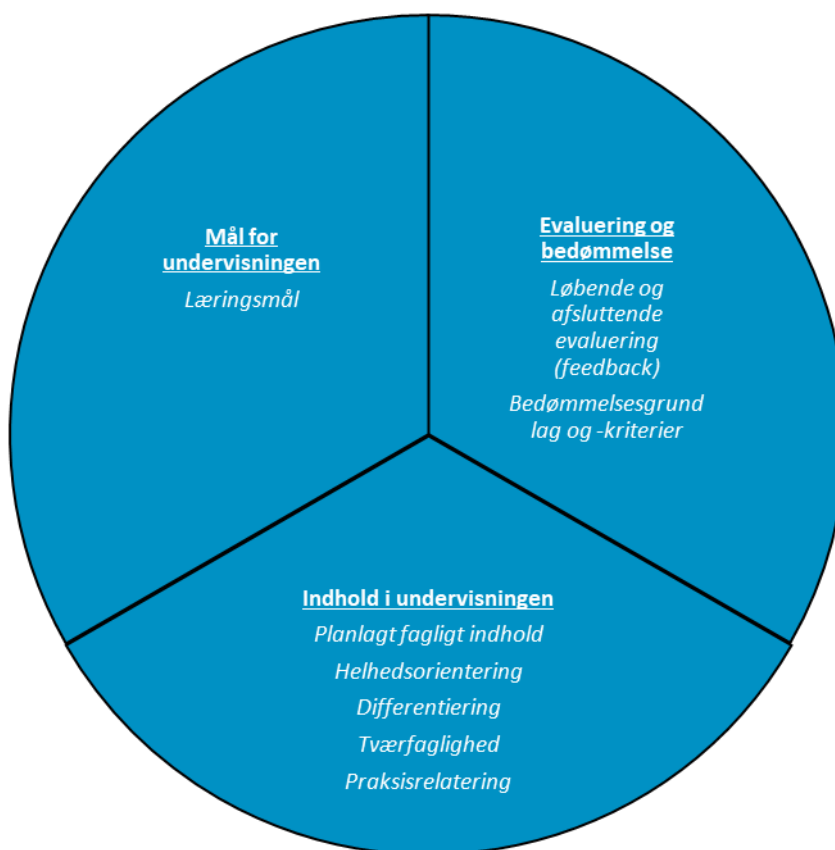 Mål for
undervisningen
Læringsmål
Evaluering og
bedømmelse
Løbende og
afsluttende
evaluering
(feedback)
Bedømmelsesgrund
lag og -kriterier
Indhold i undervisningen
Planlagt fagligt indhold
Helhedsorientering
Differentiering
Tværfaglighed
Praksisrelatering